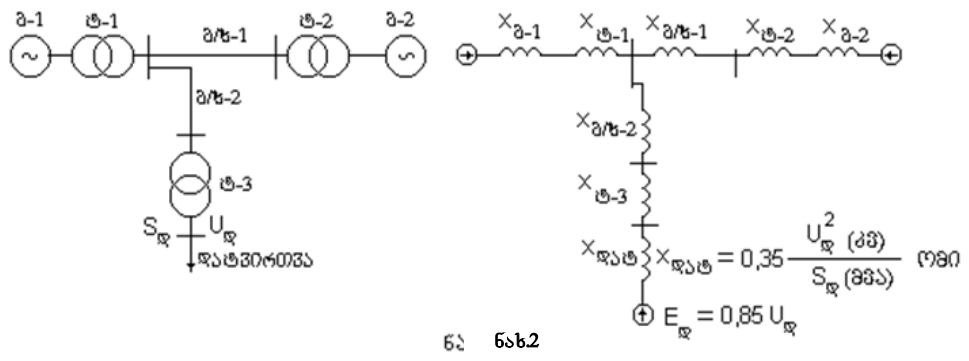 გ-1
ტ-1
გ/ხ-1
ტ-2
გ-2
გ/ხ-2
ტ-3
Sდ Uდ
დატვირთვა
Xგ-1
Xტ-1
Xგ/ხ-1
Xტ-2
Xგ-2
Xგ/ხ-2
Xტ-3
Xდატ
Xდატ = 0,35 U²დ (კვ) / Sდ (მვა) ომი
Eდ = 0,85 Uდ
ნა ნახ.2